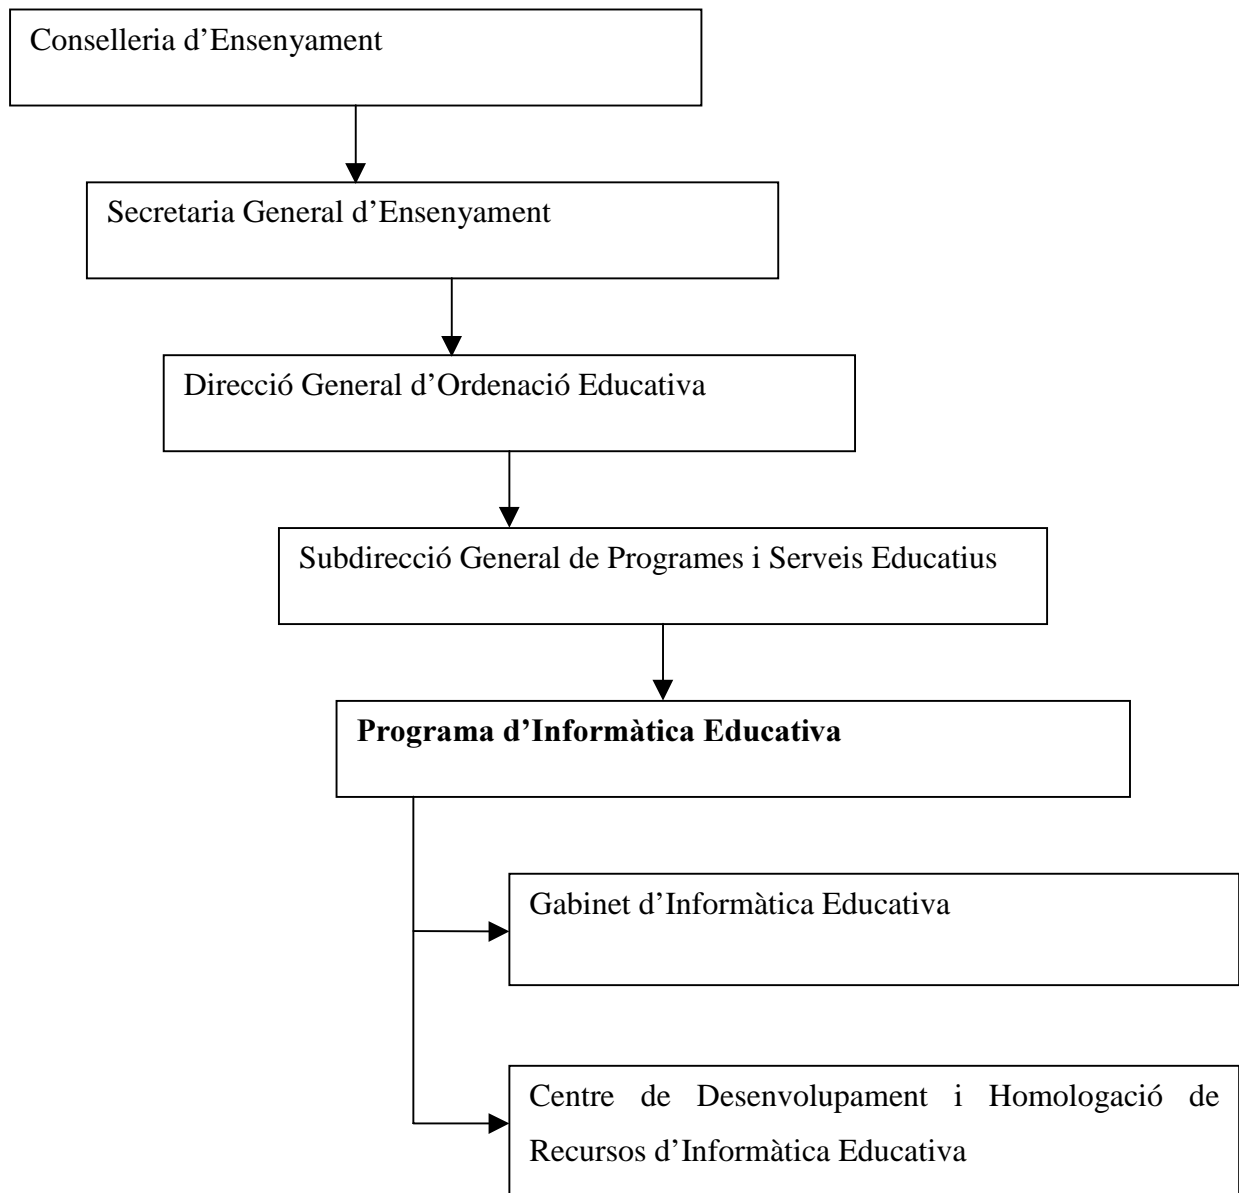 Conselleria d’Ensenyament
Secretaria General d’Ensenyament
Direcció General d’Ordenació Educativa
Subdirecció General de Programes i Serveis Educatius
Programa d’Informàtica Educativa
Gabinet d’Informàtica Educativa
Centre de Desenvolupament i Homologació de
Recursos d’Informàtica Educativa